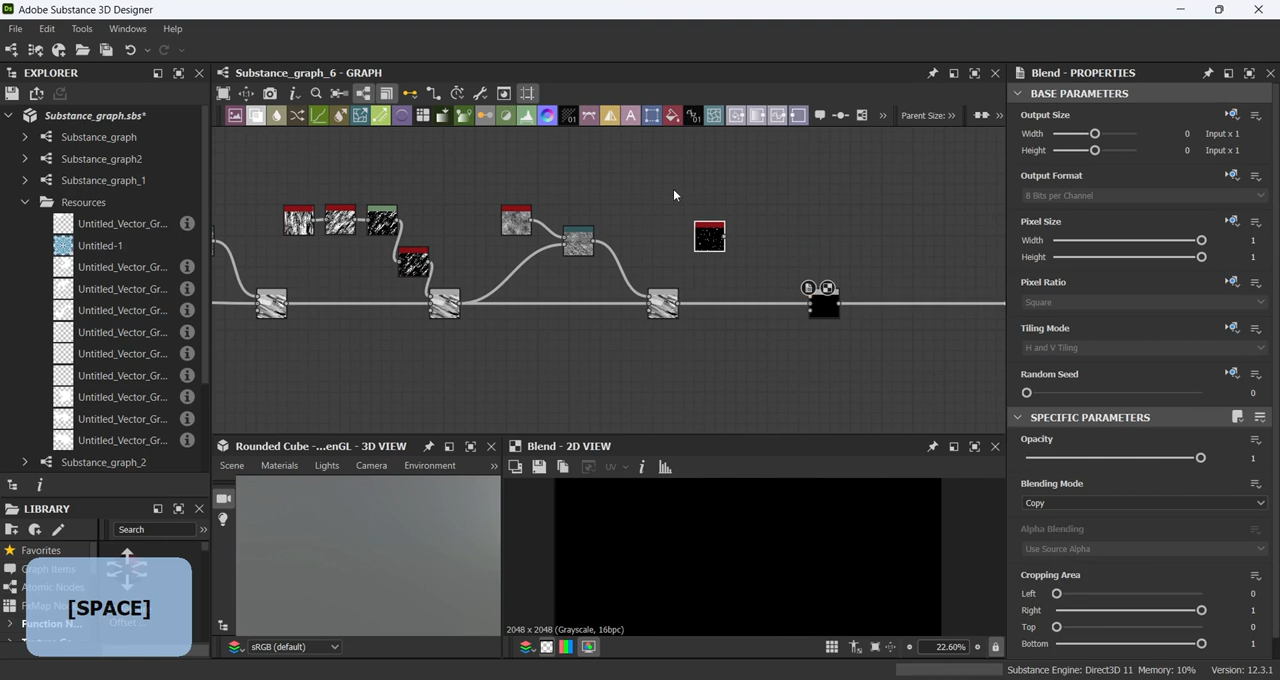 Adobe Substance 3D Designer
File Edit Tools Windows Help
EXPLORER
Substance_graph.sbs*
Substance_graph
Substance_graph2
Substance_graph_1
Resources
Untitled_Vector_Gr...
Untitled-1
Untitled_Vector_Gr...
Untitled_Vector_Gr...
Untitled_Vector_Gr...
Untitled_Vector_Gr...
Untitled_Vector_Gr...
Untitled_Vector_Gr...
Untitled_Vector_Gr...
Untitled_Vector_Gr...
Untitled_Vector_Gr...
Substance_graph_2
LIBRARY
Search
Favorites
Graph Items
Atomic Nodes
FxMap No
Function N...
Offset
[SPACE]
Substance_graph_6 - GRAPH
Parent Size: >>
Rounded Cube -...enGL - 3D VIEW
Scene Materials Lights Camera Environment
sRGB (default)
Blend - 2D VIEW
UV
2048 x 2048 (Grayscale, 16bpc)
22.60%
Blend - PROPERTIES
BASE PARAMETERS
Output Size
Width 0 Input x 1
Height 0 Input x 1
Output Format
8 Bits per Channel
Pixel Size
Width 1
Height 1
Pixel Ratio
Square
Tiling Mode
H and V Tiling
Random Seed
0
SPECIFIC PARAMETERS
Opacity
1
Blending Mode
Copy
Alpha Blending
Use Source Alpha
Cropping Area
Left 0
Right 1
Top 0
Bottom 1
Substance Engine: Direct3D 11 Memory: 10% Version: 12.3.1